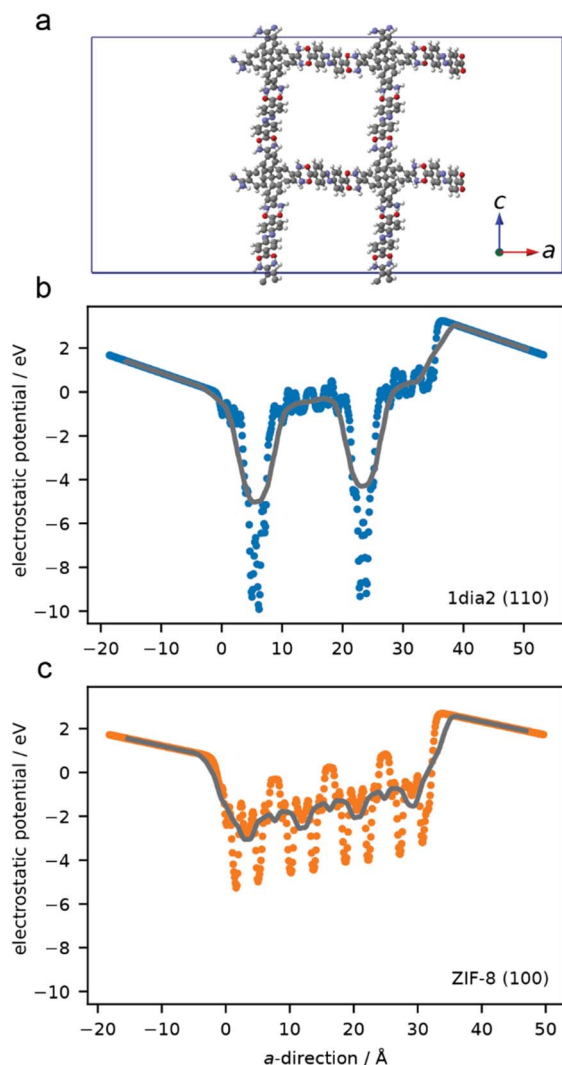 a
c
a
b
electrostatic potential / eV
2
0
−2
−4
−6
−8
−10
1dia2 (110)
−20 −10 0 10 20 30 40 50
c
electrostatic potential / eV
2
0
−2
−4
−6
−8
−10
ZIF-8 (100)
−20 −10 0 10 20 30 40 50
a-direction / Å